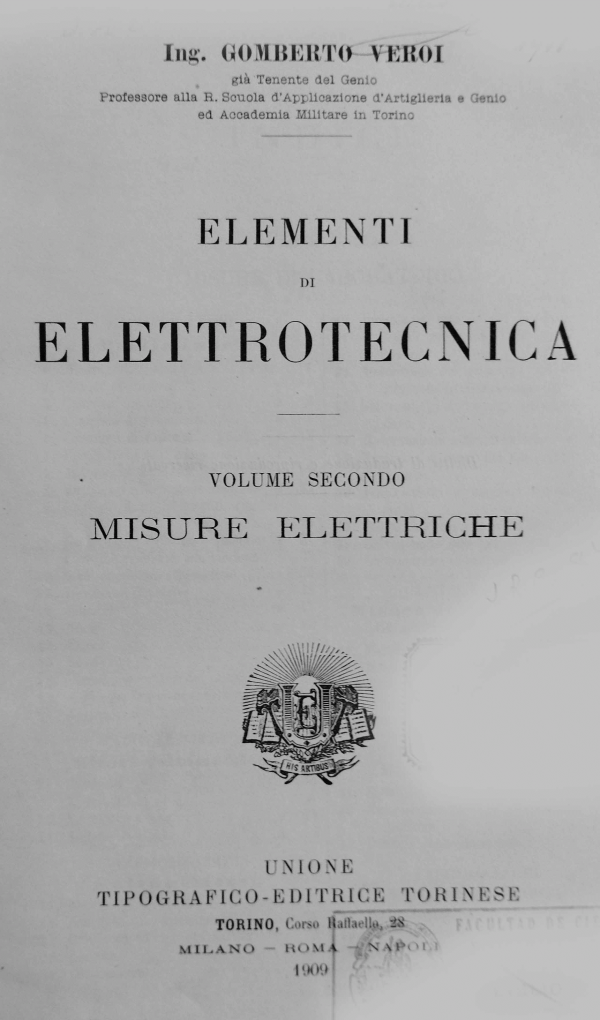 Ing. GOMBERTO VEROI
già Tenente del Genio
Professore alla R. Scuola d'Applicazione d'Artiglieria e Genio
ed Accademia Militare in Torino
ELEMENTI
DI
ELETTROTECNICA
VOLUME SECONDO
MISURE ELETTRICHE
HIS ARTIBUS
UNIONE
TIPOGRAFICO-EDITRICE TORINESE
TORINO, Corso Raffaello, 28
FACULTAD DE
MILANO – ROMA – NAPOLI
1909